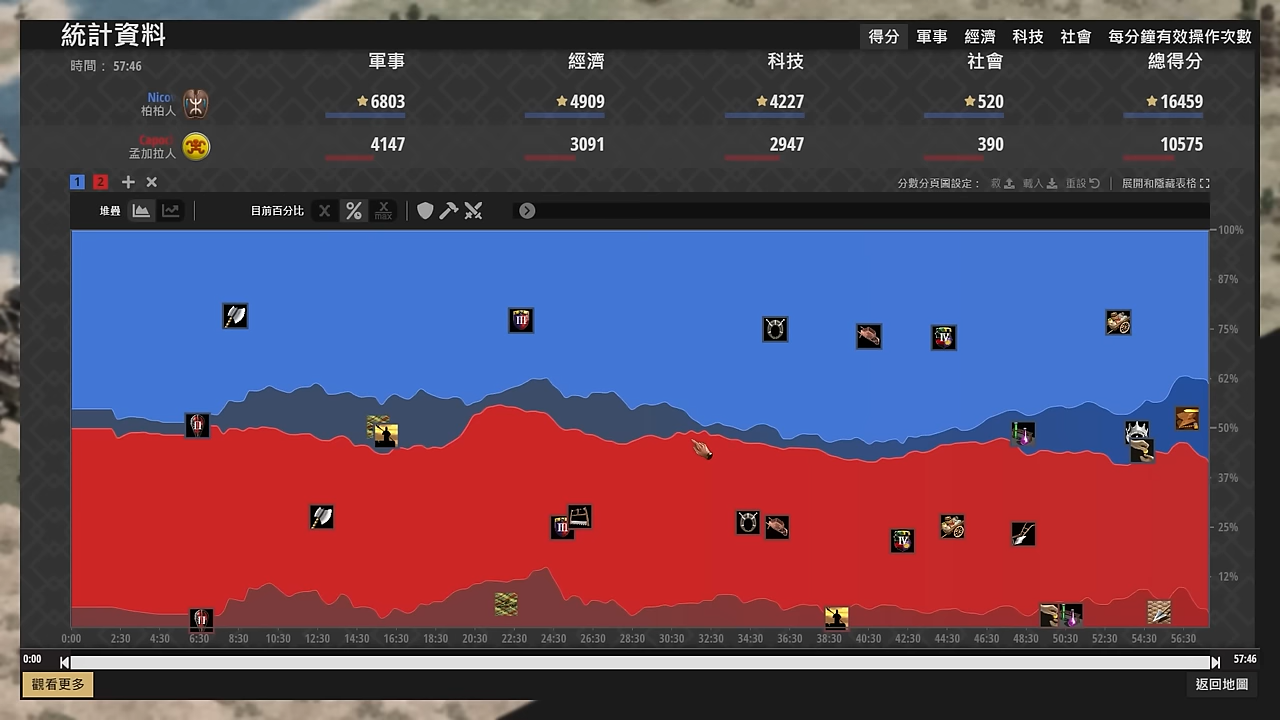 統計資料
得分 軍事 經濟 科技 社會 每分鐘有效操作次數
時間： 57:46
軍事 經濟 科技 社會 總得分
Nico
柏柏人
6803 4909 4227 520 16459
孟加拉人
4147 3091 2947 390 10575
1 2
分數分頁圖設定： 載入 重設 展開和隱藏表格
堆疊 目前百分比 X % X max
100%
87%
75%
62%
50%
37%
25%
12%
II III IV
II III IV
0:00 2:30 4:30 6:30 8:30 10:30 12:30 14:30 16:30 18:30 20:30 22:30 24:30 26:30 28:30 30:30 32:30 34:30 36:30 38:30 40:30 42:30 44:30 46:30 48:30 50:30 52:30 54:30 56:30
0:00 57:46
觀看更多 返回地圖